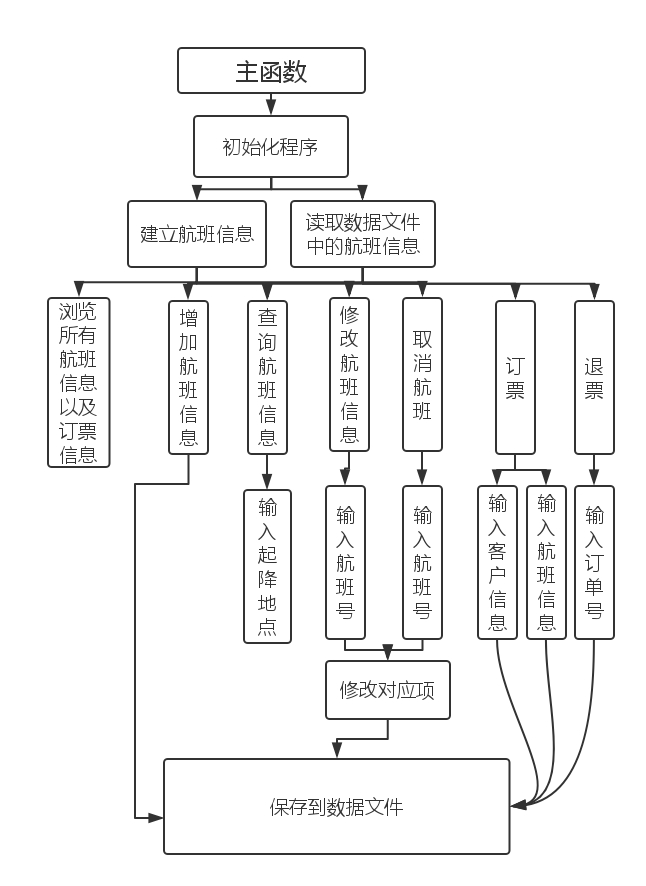 主函数
初始化程序
建立航班信息
读取数据文件
中的航班信息
浏览
所有
航班
信息
以及
订票
信息
增
加
航
班
信
息
查
询
航
班
信
息
修
改
航
班
信
息
取
消
航
班
订
票
退
票
输
入
起
降
地
点
输
入
航
班
号
输
入
航
班
号
输
入
客
户
信
息
输
入
航
班
信
息
输
入
订
单
号
修改对应项
保存到数据文件